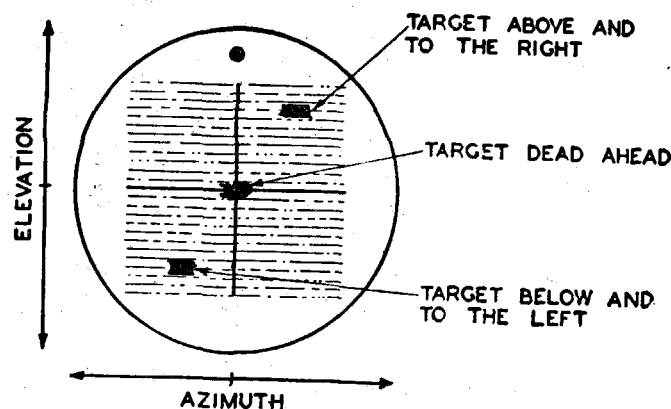 TARGET ABOVE AND
TO THE RIGHT
TARGET DEAD AHEAD
ELEVATION
TARGET BELOW AND
TO THE LEFT
AZIMUTH